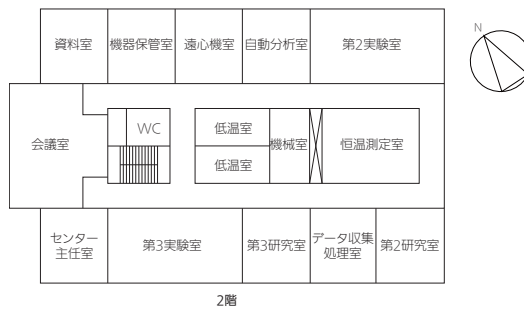 N
資料室
機器保管室
遠心機室
自動分析室
第2実験室
会議室
WC
低温室
低温室
機械室
恒温測定室
センター
主任室
第3実験室
第3研究室
データ収集
処理室
第2研究室
2階